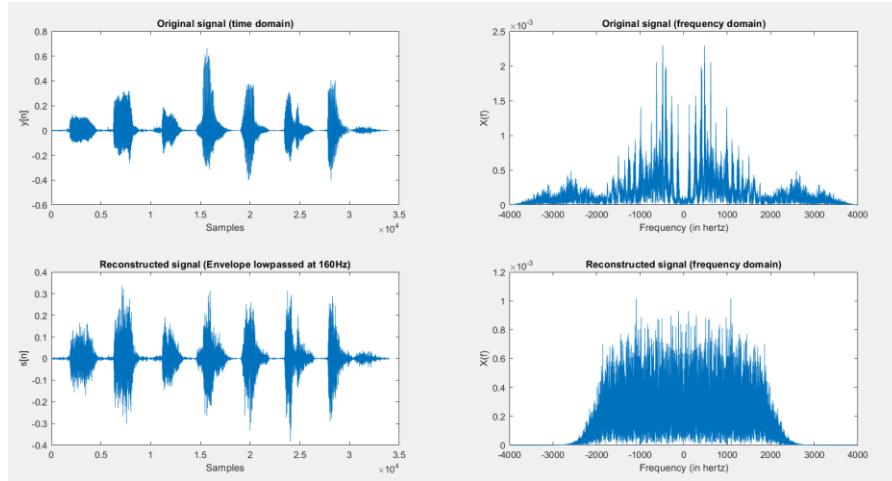 Original signal (time domain)
0.8
0.6
0.4
0.2
0
-0.2
-0.4
-0.6
y[n]
0 0.5 1 1.5 2 2.5 3 3.5
Samples
×10⁴
Original signal (frequency domain)
×10⁻³
2.5
2
1.5
1
0.5
0
X(f)
-4000 -3000 -2000 -1000 0 1000 2000 3000 4000
Frequency (in hertz)
Reconstructed signal (Envelope lowpassed at 160Hz)
0.4
0.3
0.2
0.1
0
-0.1
-0.2
-0.3
-0.4
s[n]
0 0.5 1 1.5 2 2.5 3 3.5
Samples
×10⁴
Reconstructed signal (frequency domain)
×10⁻³
1.2
1
0.8
0.6
0.4
0.2
0
X(f)
-4000 -3000 -2000 -1000 0 1000 2000 3000 4000
Frequency (in hertz)